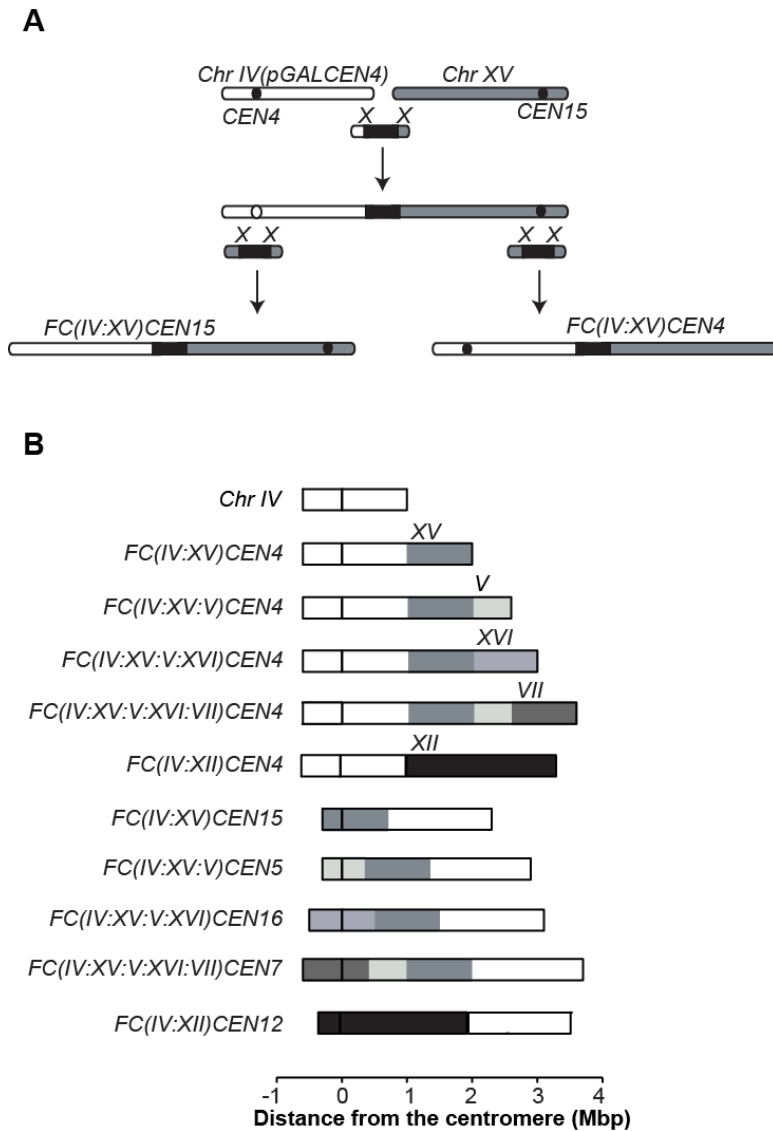 A
Chr IV(pGALCEN4) Chr XV
CEN4 X X CEN15
X X X X
FC(IV:XV)CEN15 FC(IV:XV)CEN4
B
Chr IV
XV
FC(IV:XV)CEN4
V
FC(IV:XV:V)CEN4
XVI
FC(IV:XV:V:XVI)CEN4
VII
FC(IV:XV:V:XVI:VII)CEN4
XII
FC(IV:XII)CEN4
FC(IV:XV)CEN15
FC(IV:XV:V)CEN5
FC(IV:XV:V:XVI)CEN16
FC(IV:XV:V:XVI:VII)CEN7
FC(IV:XII)CEN12
-1 0 1 2 3 4
Distance from the centromere (Mbp)